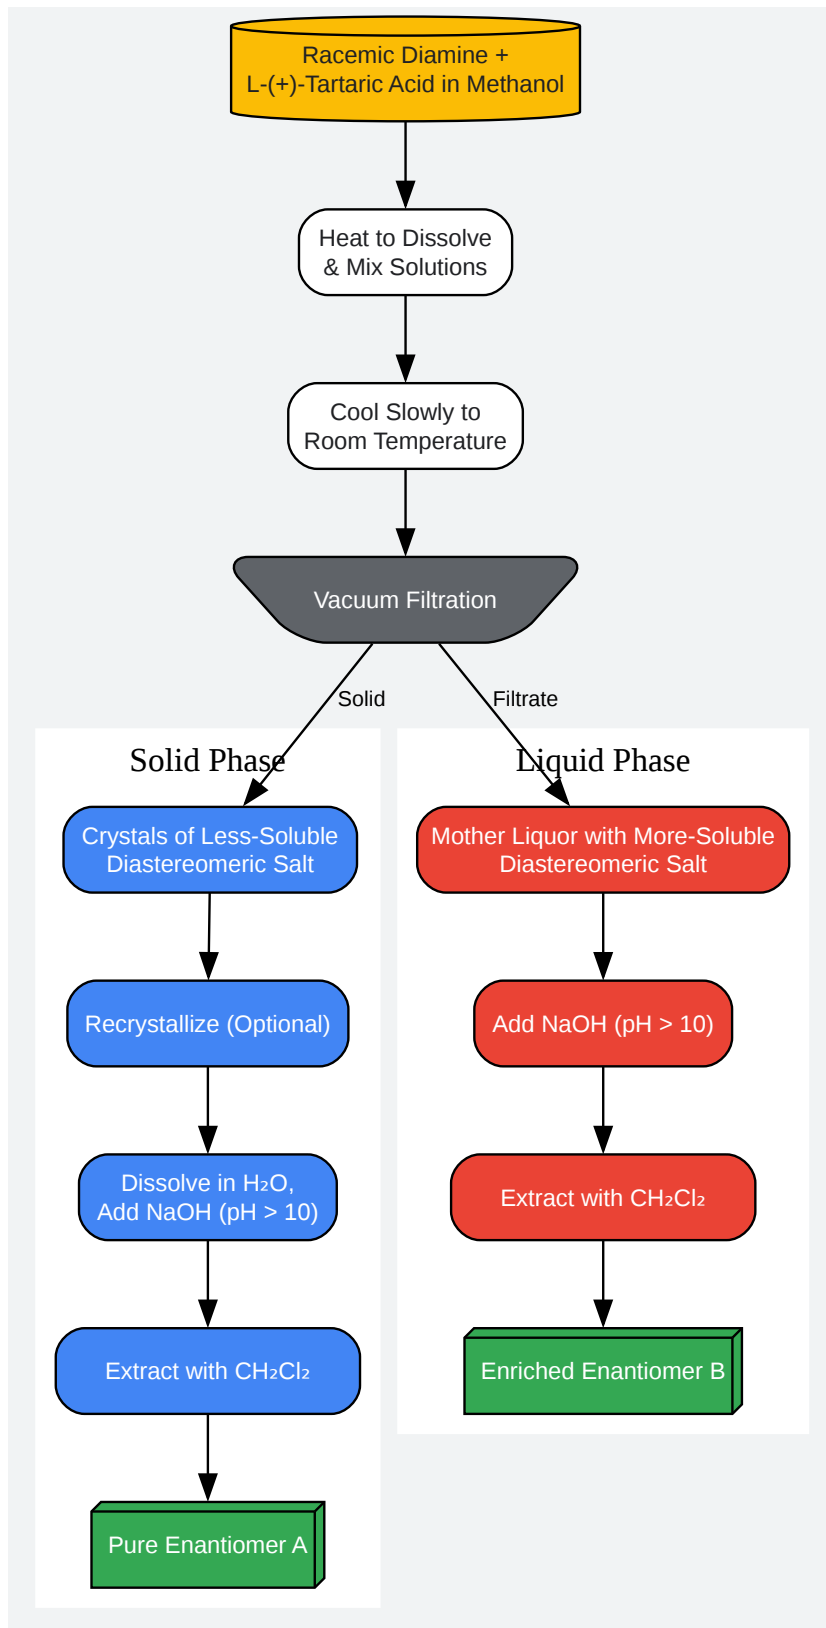 Racemic Diamine +
L-(+)-Tartaric Acid in Methanol
Heat to Dissolve
& Mix Solutions
Cool Slowly to
Room Temperature
Vacuum Filtration
Solid
Filtrate
Solid Phase
Crystals of Less-Soluble
Diastereomeric Salt
Recrystallize (Optional)
Dissolve in H₂O,
Add NaOH (pH > 10)
Extract with CH₂Cl₂
Pure Enantiomer A
Liquid Phase
Mother Liquor with More-Soluble
Diastereomeric Salt
Add NaOH (pH > 10)
Extract with CH₂Cl₂
Enriched Enantiomer B